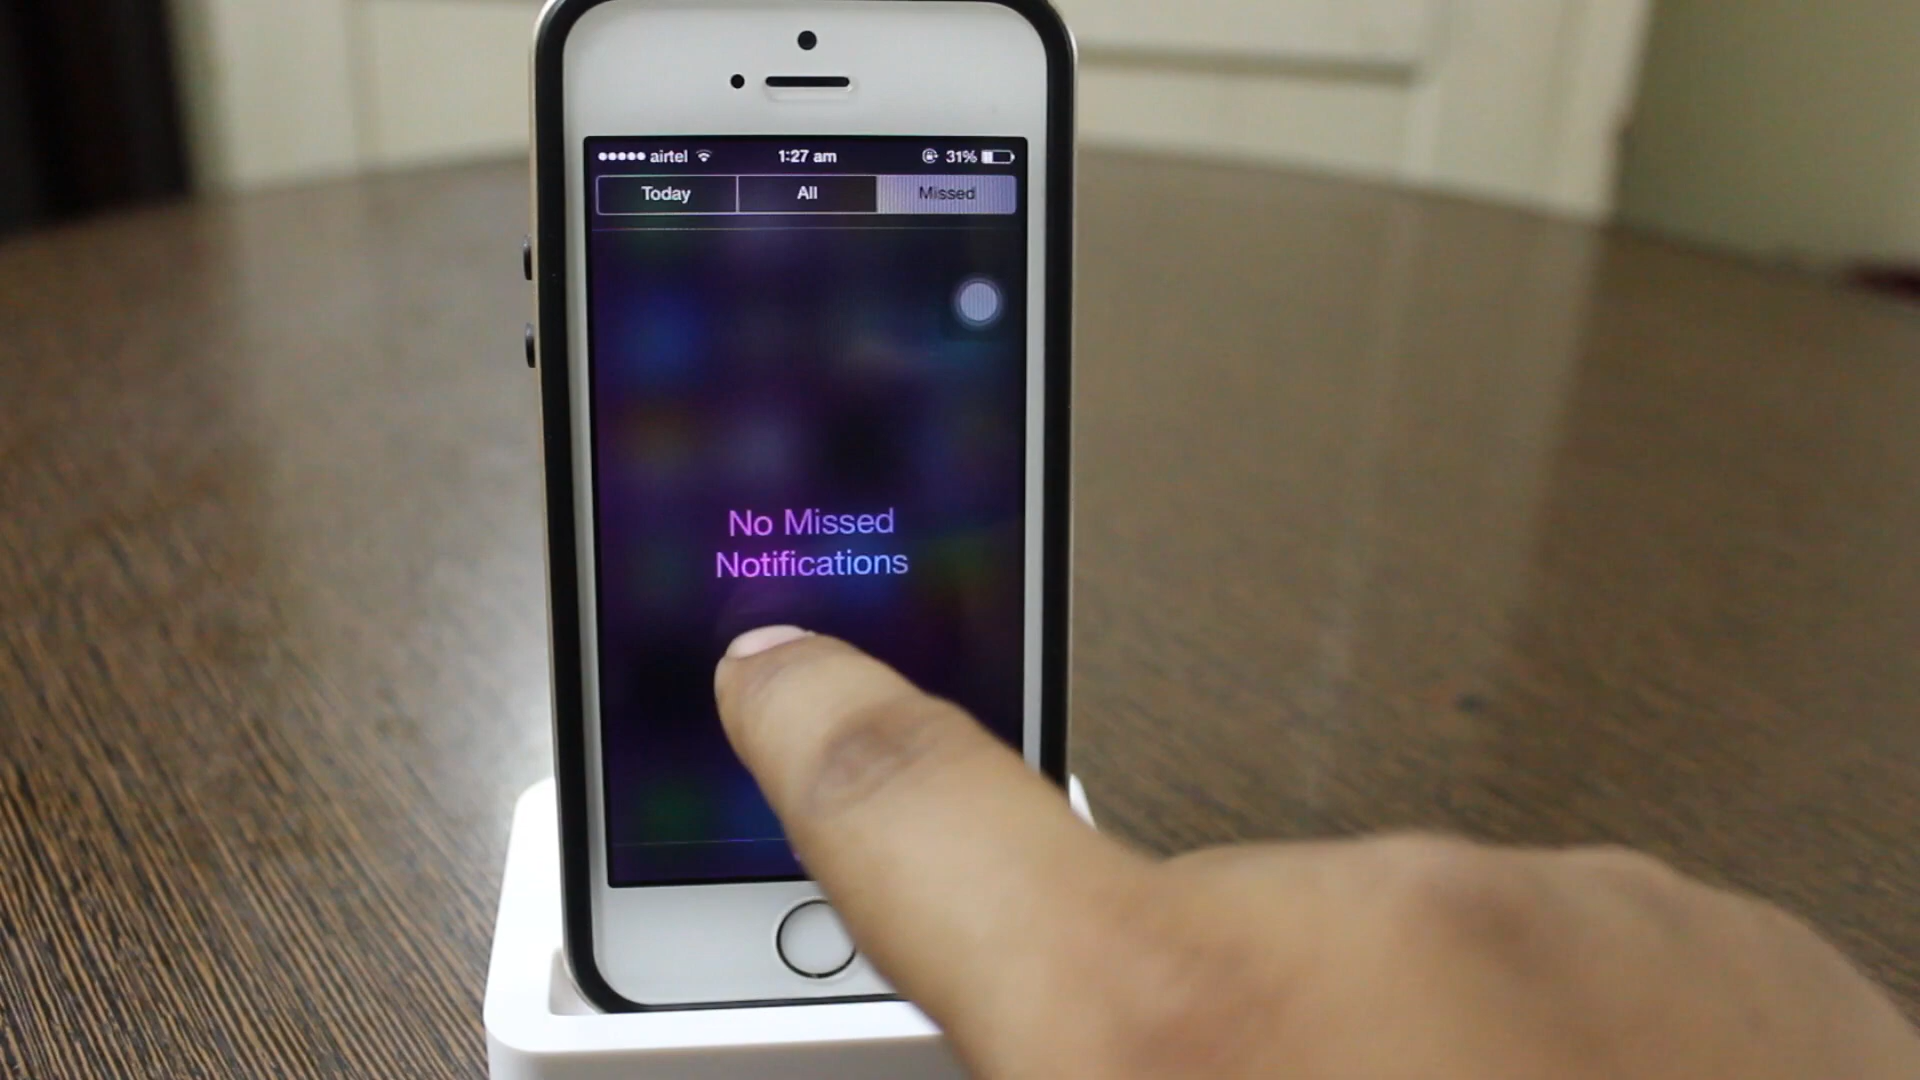 airtel 1:27 am 31%
Today All Missed
No Missed
Notifications